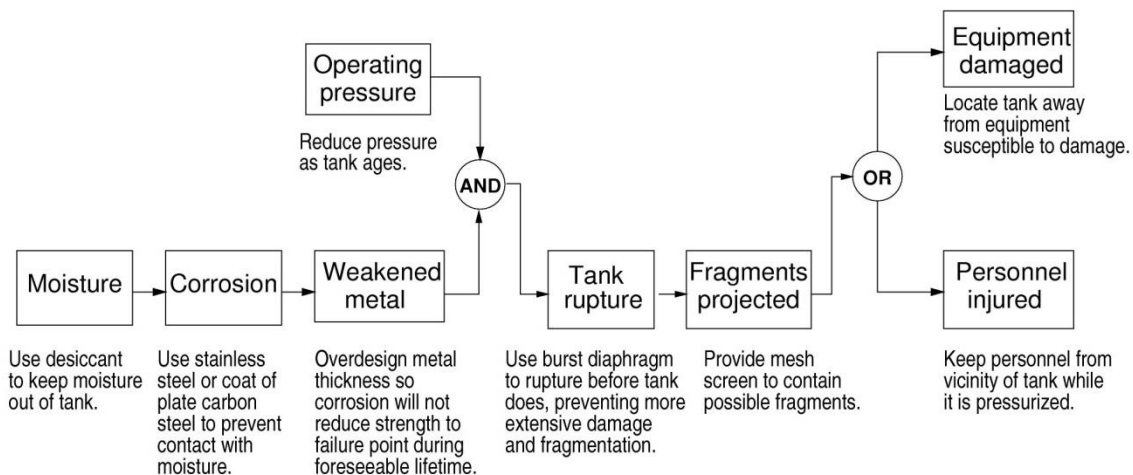 Operating
pressure
Reduce pressure
as tank ages.
AND
Equipment
damaged
Locate tank away
from equipment
susceptible to damage.
OR
Moisture
Use desiccant
to keep moisture
out of tank.
Corrosion
Use stainless
steel or coat of
plate carbon
steel to prevent
contact with
moisture.
Weakened
metal
Overdesign metal
thickness so
corrosion will not
reduce strength to
failure point during
foreseeable lifetime.
Tank
rupture
Use burst diaphragm
to rupture before tank
does, preventing more
extensive damage
and fragmentation.
Fragments
projected
Provide mesh
screen to contain
possible fragments.
Personnel
injured
Keep personnel from
vicinity of tank while
it is pressurized.